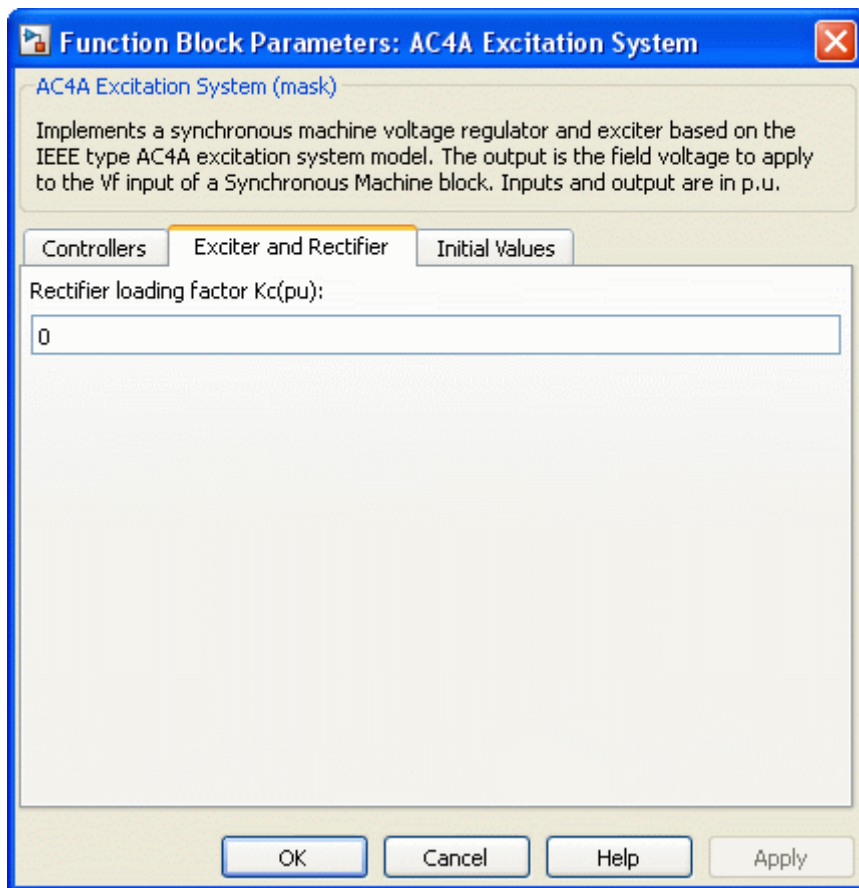 Function Block Parameters: AC4A Excitation System
AC4A Excitation System (mask)
Implements a synchronous machine voltage regulator and exciter based on the
IEEE type AC4A excitation system model. The output is the field voltage to apply
to the Vf input of a Synchronous Machine block. Inputs and output are in p.u.
Controllers Exciter and Rectifier Initial Values
Rectifier loading factor Kc(pu):
0
OK Cancel Help Apply